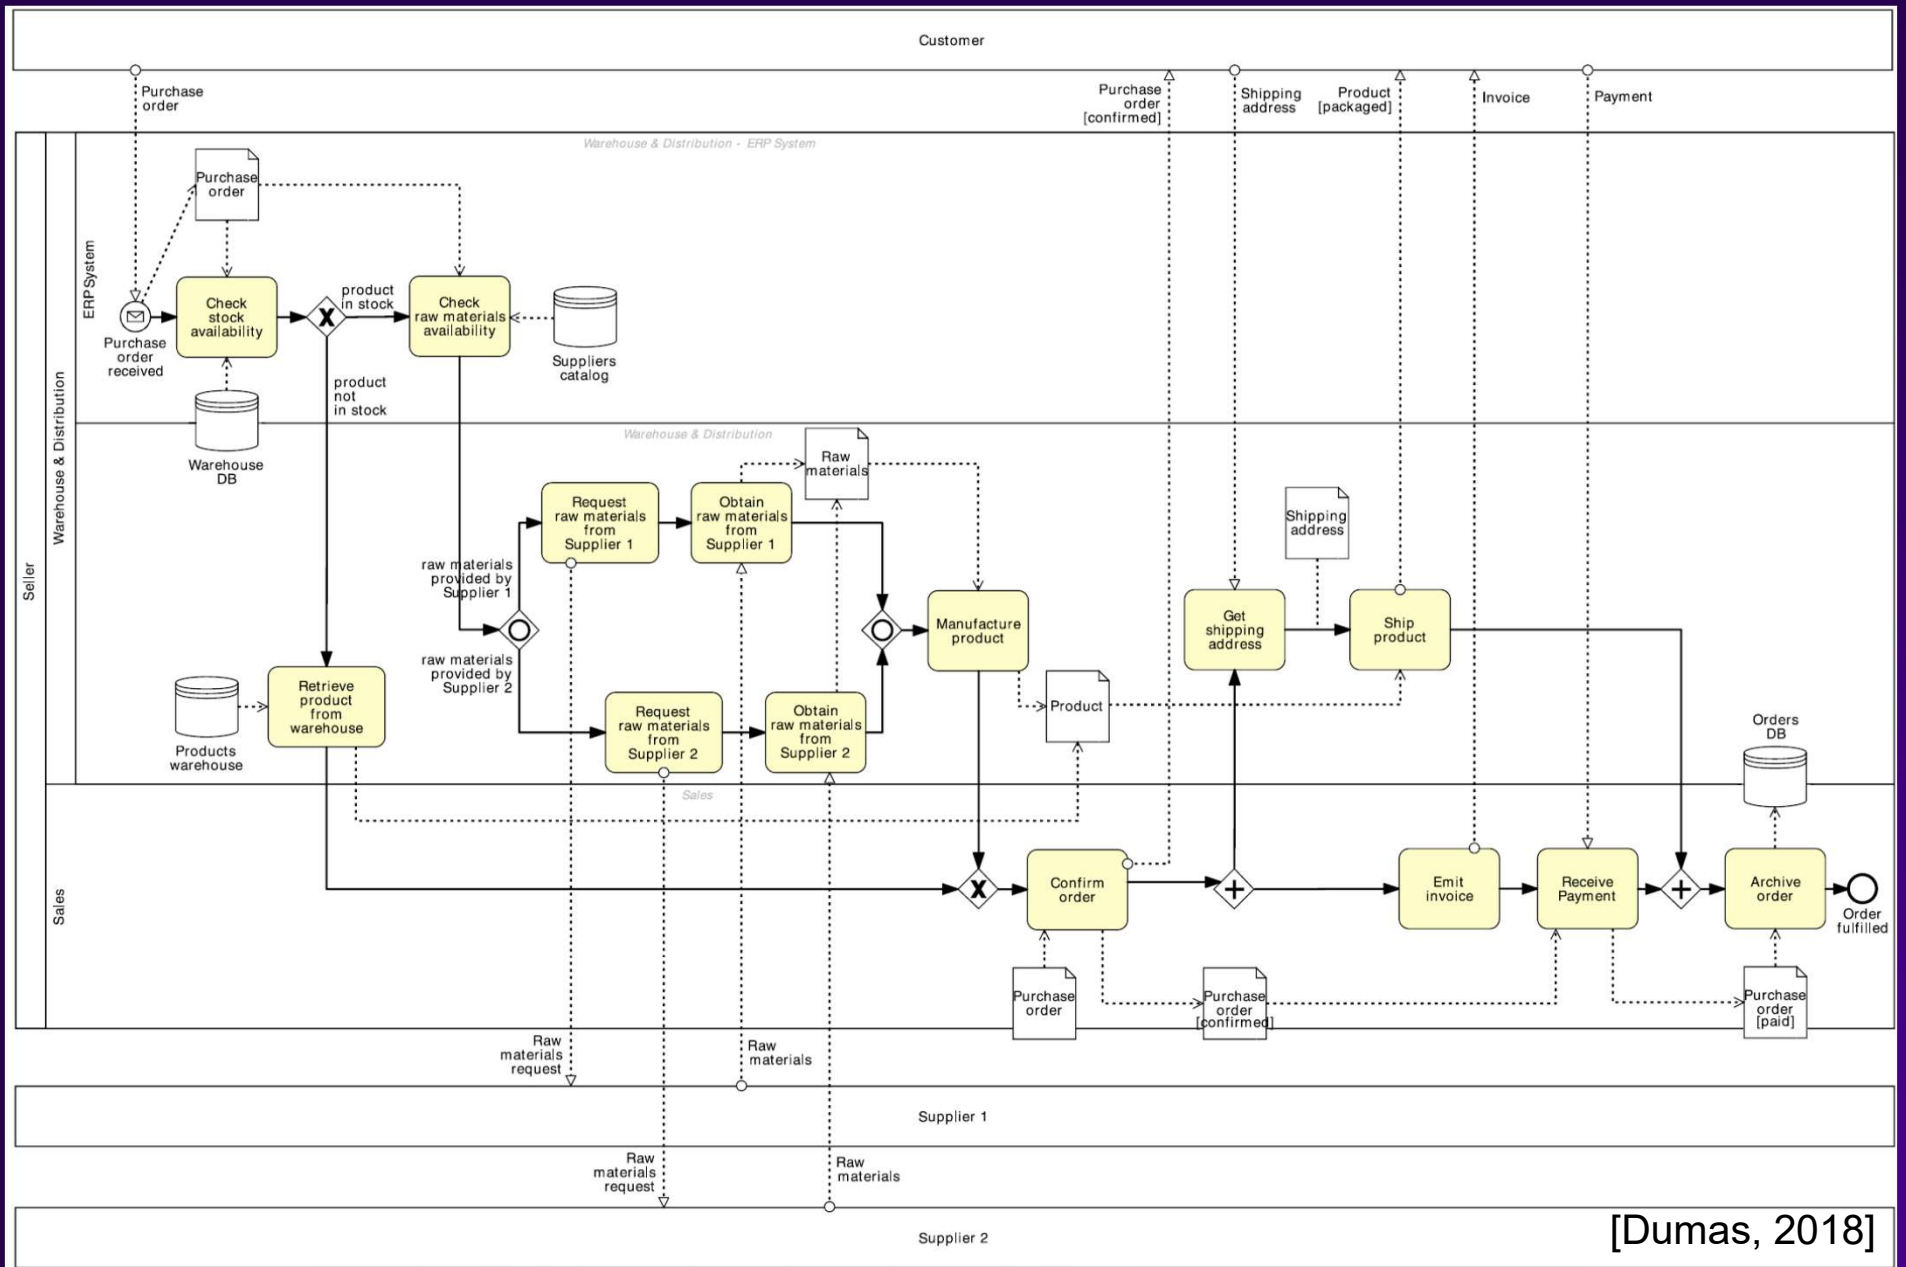 Customer
Purchase
order
Purchase
order
[confirmed]
Shipping
address
Product
[packaged]
Invoice
Payment
Seller
Warehouse & Distribution
ERP System
Warehouse & Distribution - ERP System
Purchase
order
Purchase
order
received
Check
stock
availability
product
in stock
product
not
in stock
Check
raw materials
availability
Suppliers
catalog
Warehouse
DB
Warehouse & Distribution
Raw
materials
Request
raw materials
from
Supplier 1
Obtain
raw materials
from
Supplier 1
raw materials
provided by
Supplier 1
raw materials
provided by
Supplier 2
Request
raw materials
from
Supplier 2
Obtain
raw materials
from
Supplier 2
Manufacture
product
Shipping
address
Get
shipping
address
Ship
product
Products
warehouse
Retrieve
product
from
warehouse
Product
Orders
DB
Sales
Sales
Confirm
order
Emit
invoice
Receive
Payment
Archive
order
Order
fulfilled
Purchase
order
Purchase
order
[confirmed]
Purchase
order
[paid]
Raw
materials
request
Raw
materials
Supplier 1
Raw
materials
request
Raw
materials
Supplier 2
[Dumas, 2018]